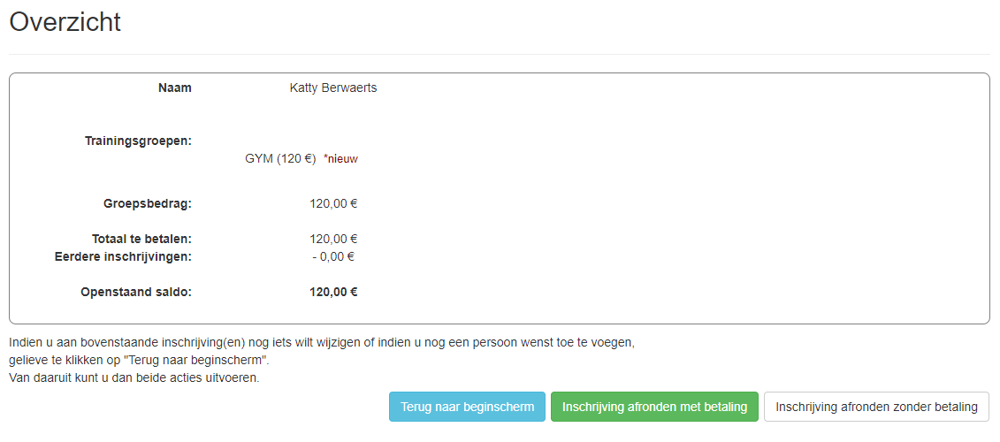 Overzicht
Naam Katty Berwaerts
Trainingsgroepen:
GYM (120 €) *nieuw
Groepsbedrag: 120,00 €
Totaal te betalen: 120,00 €
Eerdere inschrijvingen: - 0,00 €
Openstaand saldo: 120,00 €
Indien u aan bovenstaande inschrijving(en) nog iets wilt wijzigen of indien u nog een persoon wenst toe te voegen,
gelieve te klikken op "Terug naar beginscherm".
Van daaruit kunt u dan beide acties uitvoeren.
Terug naar beginscherm Inschrijving afronden met betaling Inschrijving afronden zonder betaling